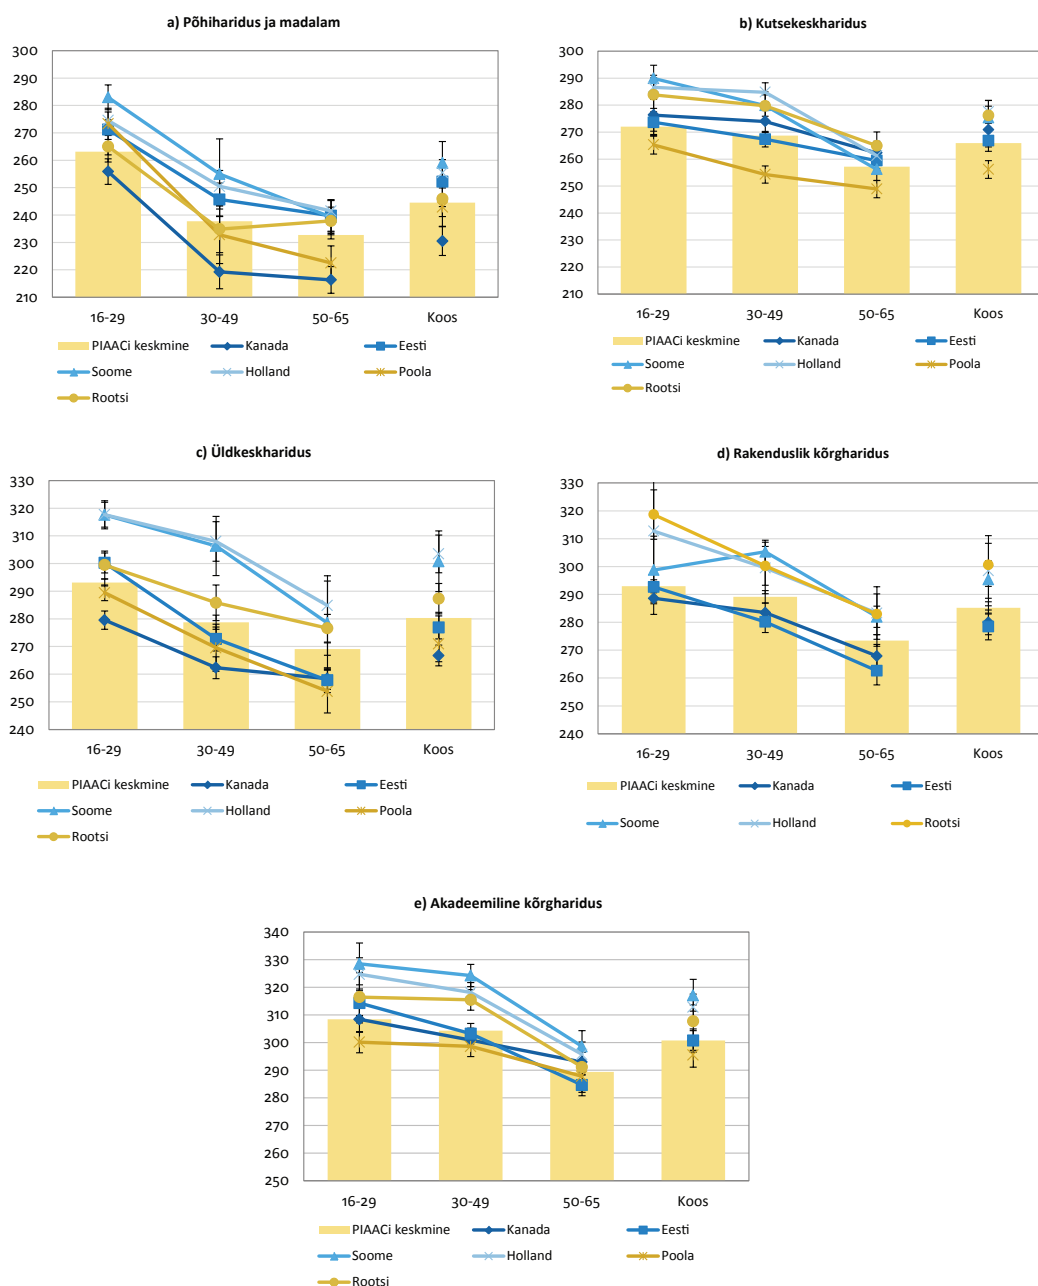 a) Põhiharidus ja madalam
300
290
280
270
260
250
240
230
220
210
16-29 30-49 50-65 Koos
PIAACi keskmine Kanada Eesti
Soome Holland Poola
Rootsi
b) Kutsekeskharidus
300
290
280
270
260
250
240
230
220
210
16-29 30-49 50-65 Koos
PIAACi keskmine Kanada Eesti
Soome Holland Poola
Rootsi
c) Üldkeskharidus
330
320
310
300
290
280
270
260
250
240
16-29 30-49 50-65 Koos
PIAACi keskmine Kanada Eesti
Soome Holland Poola
Rootsi
d) Rakenduslik kõrgharidus
330
320
310
300
290
280
270
260
250
240
16-29 30-49 50-65 Koos
PIAACi keskmine Kanada Eesti
Soome Holland Rootsi
e) Akadeemiline kõrgharidus
340
330
320
310
300
290
280
270
260
250
16-29 30-49 50-65 Koos
PIAACi keskmine Kanada Eesti
Soome Holland Poola
Rootsi